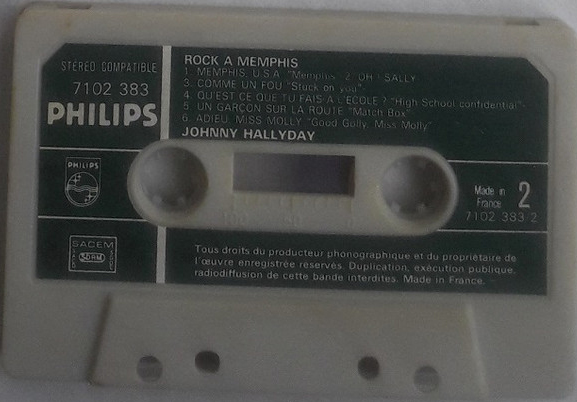 STÉRÉO COMPATIBLE
7102 383
PHILIPS
ROCK A MEMPHIS
1. MEMPHIS, U.S.A. "Memphis" 2. OH ! SALLY
3. COMME UN FOU "Stuck on you"
4. QU'EST CE QUE TU FAIS A L'ECOLE ? "High School confidential"
5. UN GARÇON SUR LA ROUTE "Match Box"
6. ADIEU, MISS MOLLY "Good Golly, Miss Molly"
JOHNNY HALLYDAY
PHILIPS
Made in
France
2
7102 383.2
SACEM
SDRM
Tous droits du producteur phonographique et du propriétaire de
l'œuvre enregistrée réservés. Duplication, exécution publique,
radiodiffusion de cette bande interdites. Made in France.